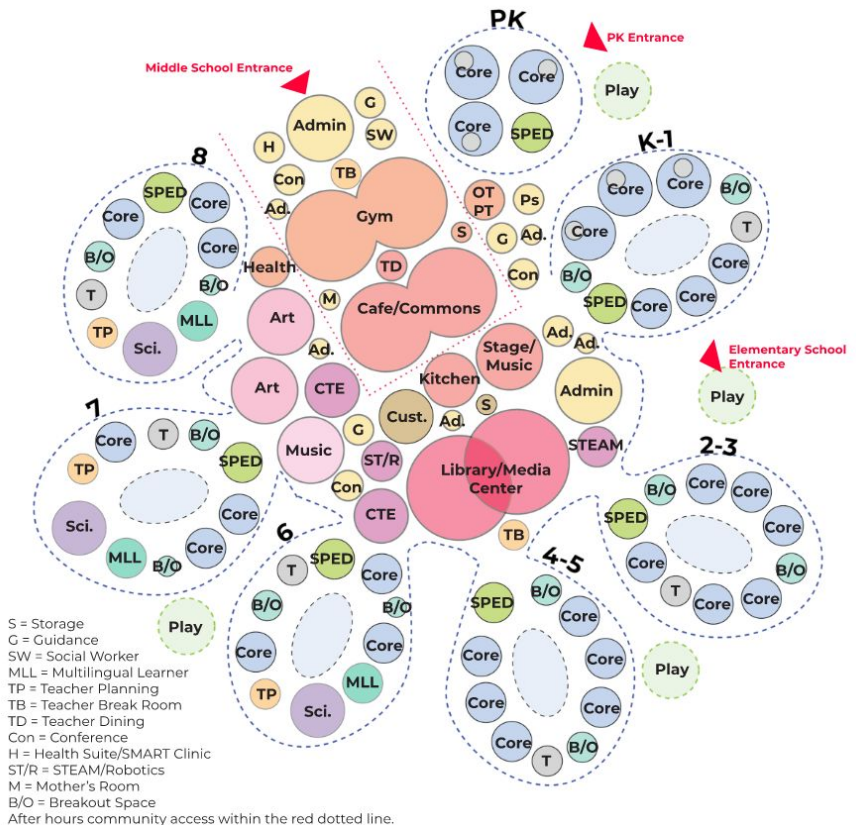 PK
PK Entrance
Core
Core
Play
Core
SPED
Middle School Entrance
G
Admin
SW
H
TB
Con
Ad.
Gym
Health
TD
M
Cafe/Commons
OT
PT
Ps
S
G
Ad.
Con
K-1
Core
Core
B/O
T
Core
Core
B/O
SPED
Core
Core
8
SPED
Core
Core
Core
B/O
B/O
T
MLL
TP
Sci.
Art
Ad.
Art
CTE
Stage/
Music
Kitchen
Ad.
Ad.
Admin
Elementary School
Entrance
Play
Cust.
S
Ad.
G
Music
ST/R
Con
CTE
Library/Media
Center
STEAM
TB
7
Core
T
B/O
SPED
TP
Core
Sci.
MLL
B/O
Core
2-3
B/O
Core
Core
SPED
Core
Core
B/O
T
Core
Core
6
T
SPED
Core
B/O
B/O
Core
Core
TP
MLL
Sci.
Play
4-5
SPED
B/O
Core
Core
Core
Core
Core
Core
T
B/O
Play
S = Storage
G = Guidance
SW = Social Worker
MLL = Multilingual Learner
TP = Teacher Planning
TB = Teacher Break Room
TD = Teacher Dining
Con = Conference
H = Health Suite/SMART Clinic
ST/R = STEAM/Robotics
M = Mother's Room
B/O = Breakout Space
After hours community access within the red dotted line.